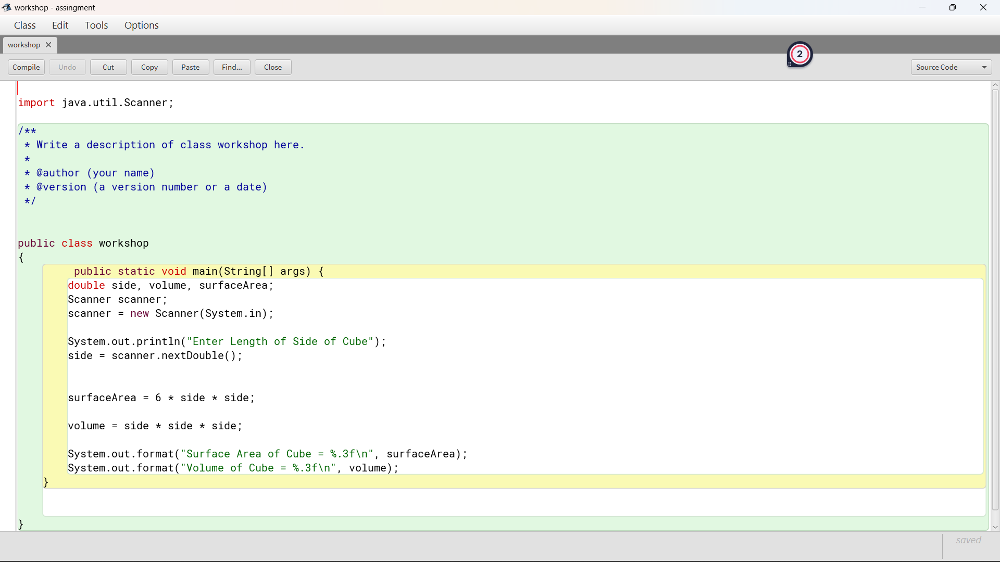 workshop - assingment
Class Edit Tools Options
workshop
2
Compile Undo Cut Copy Paste Find... Close Source Code
import java.util.Scanner;
/**
* Write a description of class workshop here.
*
* @author (your name)
* @version (a version number or a date)
*/
public class workshop
{
public static void main(String[] args) {
double side, volume, surfaceArea;
Scanner scanner;
scanner = new Scanner(System.in);
System.out.println("Enter Length of Side of Cube");
side = scanner.nextDouble();
surfaceArea = 6 * side * side;
volume = side * side * side;
System.out.format("Surface Area of Cube = %.3f\n", surfaceArea);
System.out.format("Volume of Cube = %.3f\n", volume);
}
}
saved